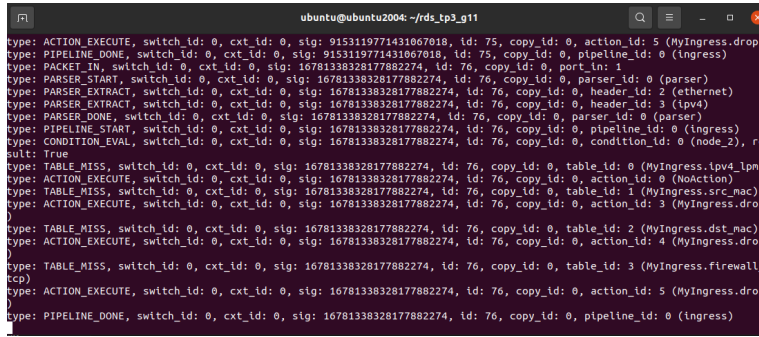 ubuntu@ubuntu2004: ~/rds_tp3_g11
type: ACTION_EXECUTE, switch_id: 0, cxt_id: 0, sig: 9153119771431067018, id: 75, copy_id: 0, action_id: 5 (MyIngress.drop
type: PIPELINE_DONE, switch_id: 0, cxt_id: 0, sig: 9153119771431067018, id: 75, copy_id: 0, pipeline_id: 0 (ingress)
type: PACKET_IN, switch_id: 0, cxt_id: 0, sig: 16781338328177882274, id: 76, copy_id: 0, port_in: 1
type: PARSER_START, switch_id: 0, cxt_id: 0, sig: 16781338328177882274, id: 76, copy_id: 0, parser_id: 0 (parser)
type: PARSER_EXTRACT, switch_id: 0, cxt_id: 0, sig: 16781338328177882274, id: 76, copy_id: 0, header_id: 2 (ethernet)
type: PARSER_EXTRACT, switch_id: 0, cxt_id: 0, sig: 16781338328177882274, id: 76, copy_id: 0, header_id: 3 (ipv4)
type: PARSER_DONE, switch_id: 0, cxt_id: 0, sig: 16781338328177882274, id: 76, copy_id: 0, parser_id: 0 (parser)
type: PIPELINE_START, switch_id: 0, cxt_id: 0, sig: 16781338328177882274, id: 76, copy_id: 0, pipeline_id: 0 (ingress)
type: CONDITION_EVAL, switch_id: 0, cxt_id: 0, sig: 16781338328177882274, id: 76, copy_id: 0, condition_id: 0 (node_2), r
sult: True
type: TABLE_MISS, switch_id: 0, cxt_id: 0, sig: 16781338328177882274, id: 76, copy_id: 0, table_id: 0 (MyIngress.ipv4_lpm
type: ACTION_EXECUTE, switch_id: 0, cxt_id: 0, sig: 16781338328177882274, id: 76, copy_id: 0, action_id: 0 (NoAction)
type: TABLE_MISS, switch_id: 0, cxt_id: 0, sig: 16781338328177882274, id: 76, copy_id: 0, table_id: 1 (MyIngress.src_mac)
type: ACTION_EXECUTE, switch_id: 0, cxt_id: 0, sig: 16781338328177882274, id: 76, copy_id: 0, action_id: 3 (MyIngress.dro
)
type: TABLE_MISS, switch_id: 0, cxt_id: 0, sig: 16781338328177882274, id: 76, copy_id: 0, table_id: 2 (MyIngress.dst_mac)
type: ACTION_EXECUTE, switch_id: 0, cxt_id: 0, sig: 16781338328177882274, id: 76, copy_id: 0, action_id: 4 (MyIngress.dro
)
type: TABLE_MISS, switch_id: 0, cxt_id: 0, sig: 16781338328177882274, id: 76, copy_id: 0, table_id: 3 (MyIngress.firewall
tcp)
type: ACTION_EXECUTE, switch_id: 0, cxt_id: 0, sig: 16781338328177882274, id: 76, copy_id: 0, action_id: 5 (MyIngress.dro
)
type: PIPELINE_DONE, switch_id: 0, cxt_id: 0, sig: 16781338328177882274, id: 76, copy_id: 0, pipeline_id: 0 (ingress)